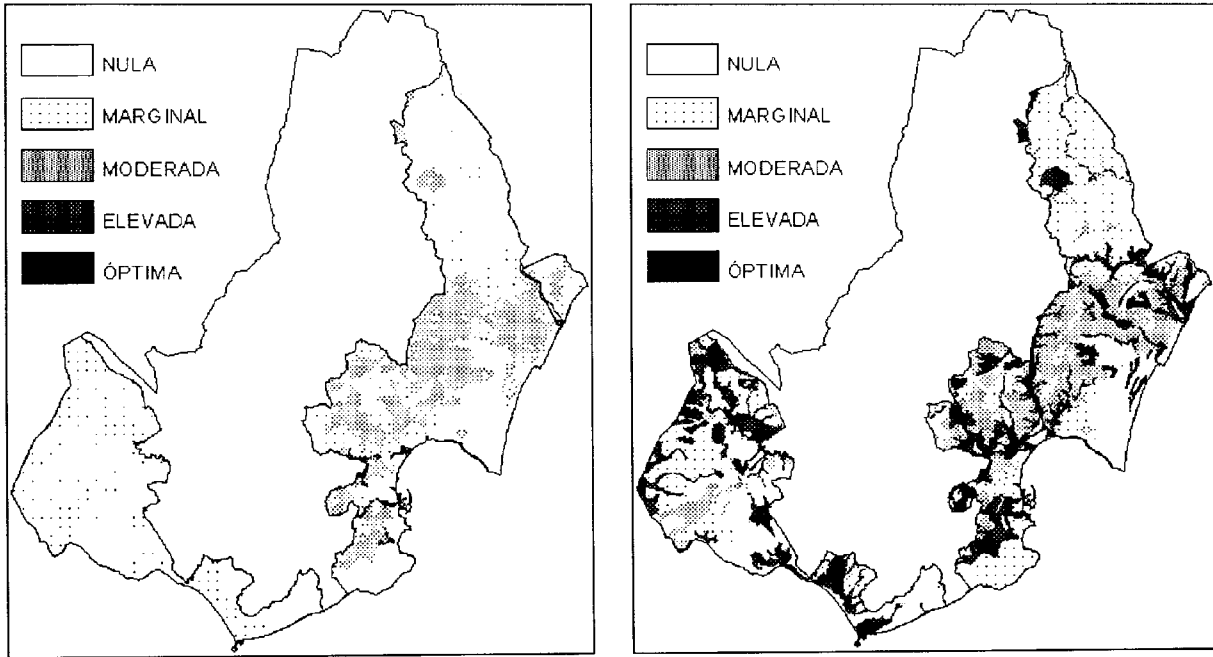 NULA
MARGINAL
MODERADA
ELEVADA
ÓPTIMA
NULA
MARGINAL
MODERADA
ELEVADA
ÓPTIMA